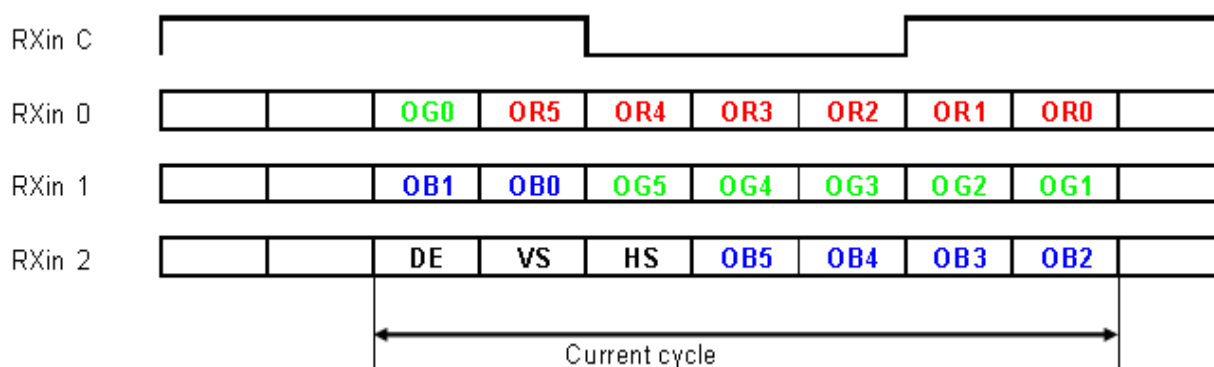 RXin C
RXin 0 OG0 OR5 OR4 OR3 OR2 OR1 OR0
RXin 1 OB1 OB0 OG5 OG4 OG3 OG2 OG1
RXin 2 DE VS HS OB5 OB4 OB3 OB2
Current cycle